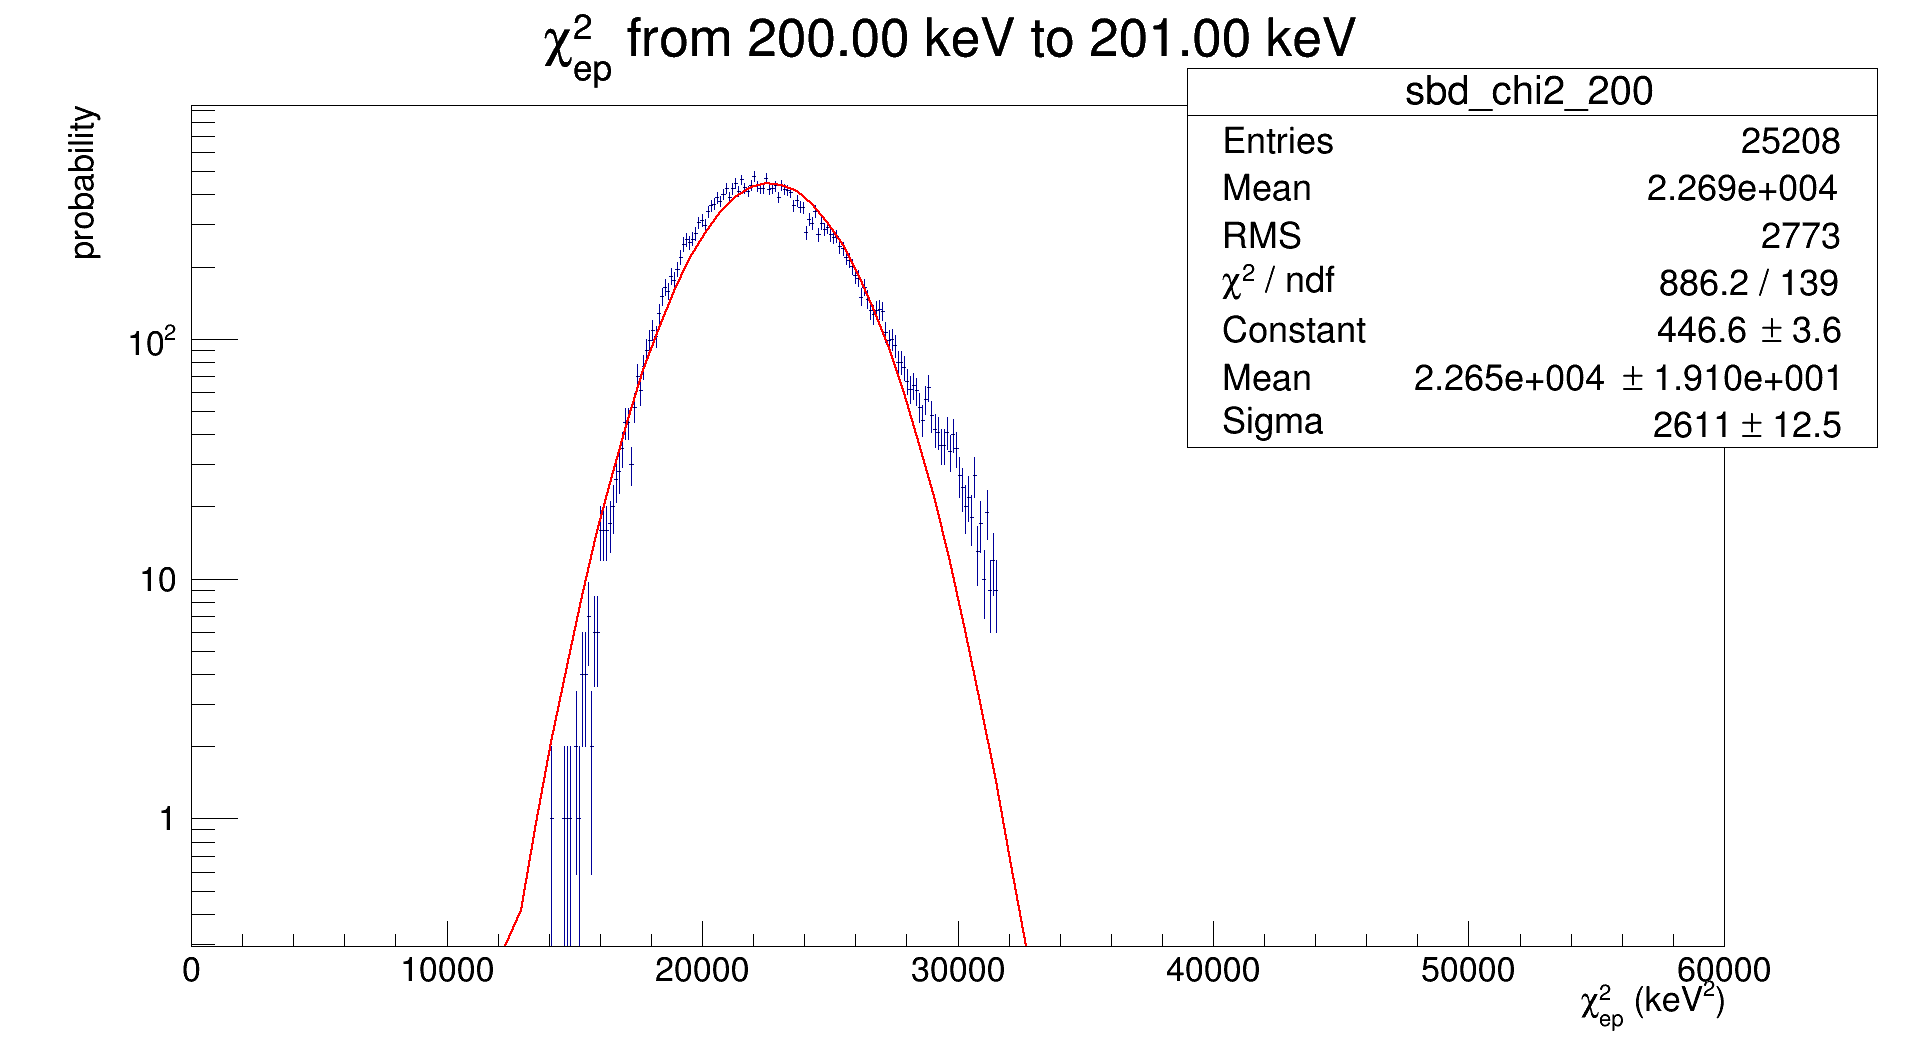 χ²ep from 200.00 keV to 201.00 keV
probability
sbd_chi2_200
Entries 25208
Mean 2.269e+004
RMS 2773
χ² / ndf 886.2 / 139
Constant 446.6 ± 3.6
Mean 2.265e+004 ± 1.910e+001
Sigma 2611 ± 12.5
10²
10
1
0 10000 20000 30000 40000 50000 60000
χ²ep (keV²)